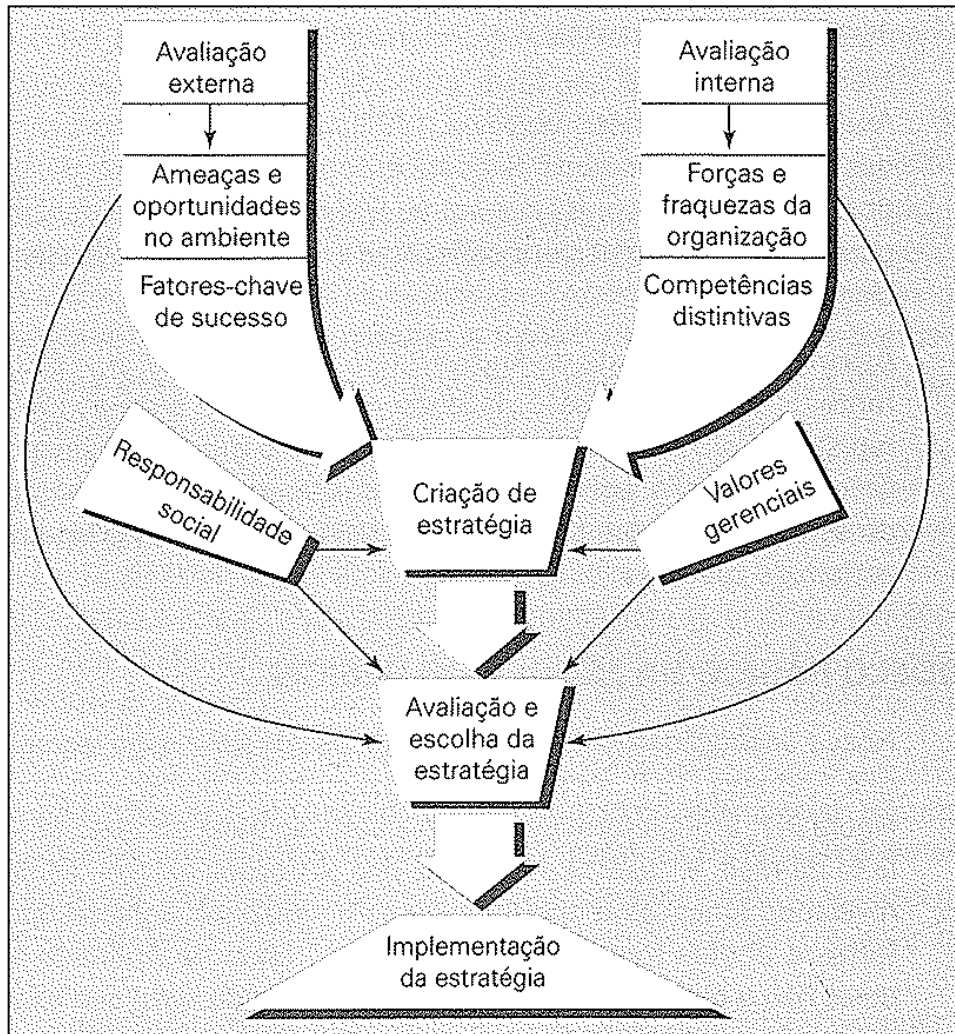 Avaliação
externa
Ameaças e
oportunidades
no ambiente
Fatores-chave
de sucesso
Avaliação
interna
Forças e
fraquezas da
organização
Competências
distintivas
Responsabilidade
social
Criação de
estratégia
Valores
gerenciais
Avaliação e
escolha da
estratégia
Implementação
da estratégia